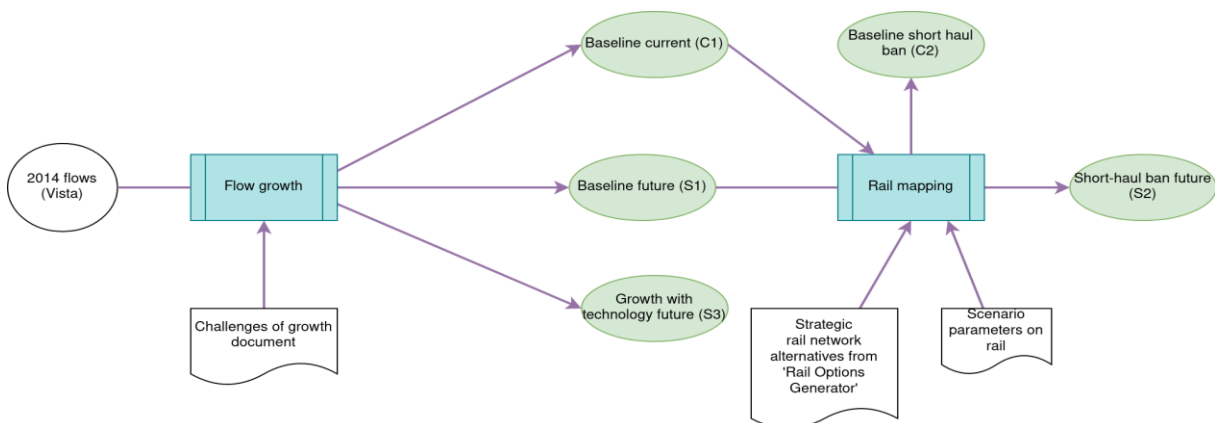 2014 flows
(Vista)
Flow growth
Challenges of growth
document
Baseline current (C1)
Baseline future (S1)
Growth with
technology future (S3)
Baseline short haul
ban (C2)
Rail mapping
Short-haul ban future
(S2)
Strategic
rail network
alternatives from
'Rail Options
Generator'
Scenario
parameters on
rail